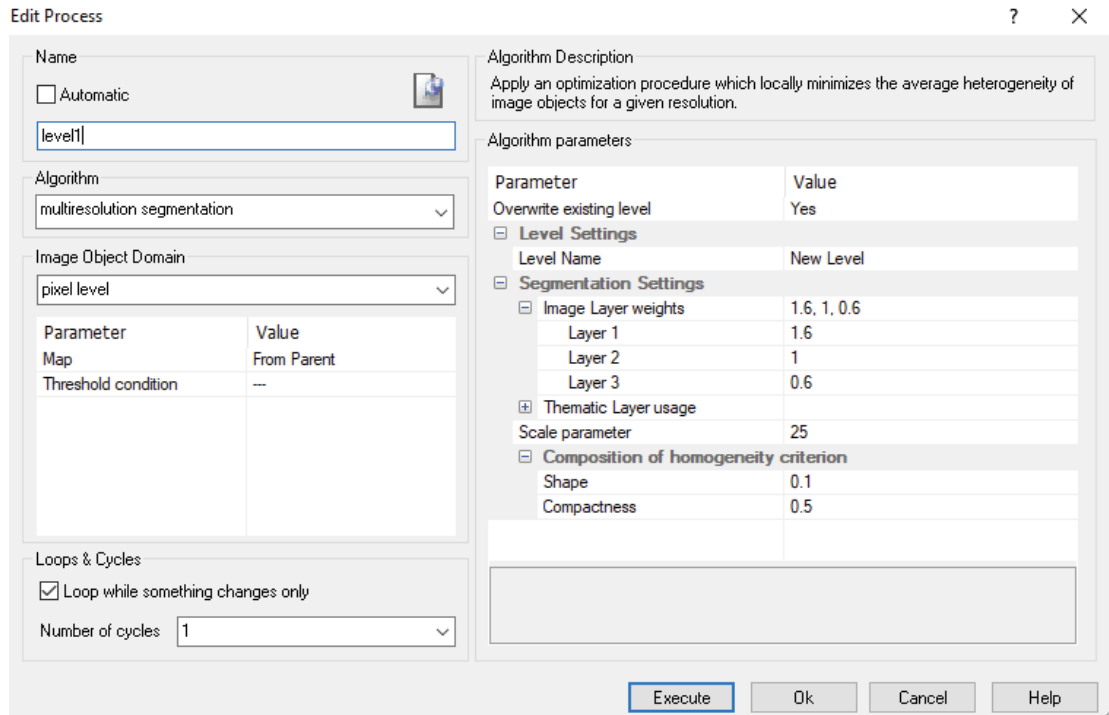 Edit Process
?
Name
Automatic
level1
Algorithm
multiresolution segmentation
Image Object Domain
pixel level
Parameter Value
Map From Parent
Threshold condition ---
Loops & Cycles
Loop while something changes only
Number of cycles 1
Algorithm Description
Apply an optimization procedure which locally minimizes the average heterogeneity of
image objects for a given resolution.
Algorithm parameters
Parameter Value
Overwrite existing level Yes
Level Settings
Level Name New Level
Segmentation Settings
Image Layer weights 1.6, 1, 0.6
Layer 1 1.6
Layer 2 1
Layer 3 0.6
Thematic Layer usage
Scale parameter 25
Composition of homogeneity criterion
Shape 0.1
Compactness 0.5
Execute Ok Cancel Help